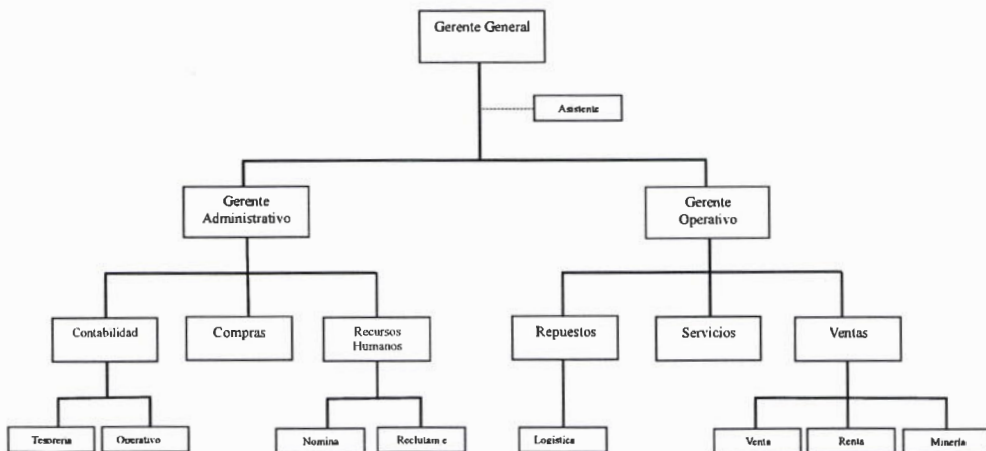 Gerente General
Asistente
Gerente
Administrativo
Gerente
Operativo
Contabilidad
Compras
Recursos
Humanos
Repuestos
Servicios
Ventas
Tesoreria
Operativo
Nomina
Reclutam e
Logistica
Venta
Renta
Minería